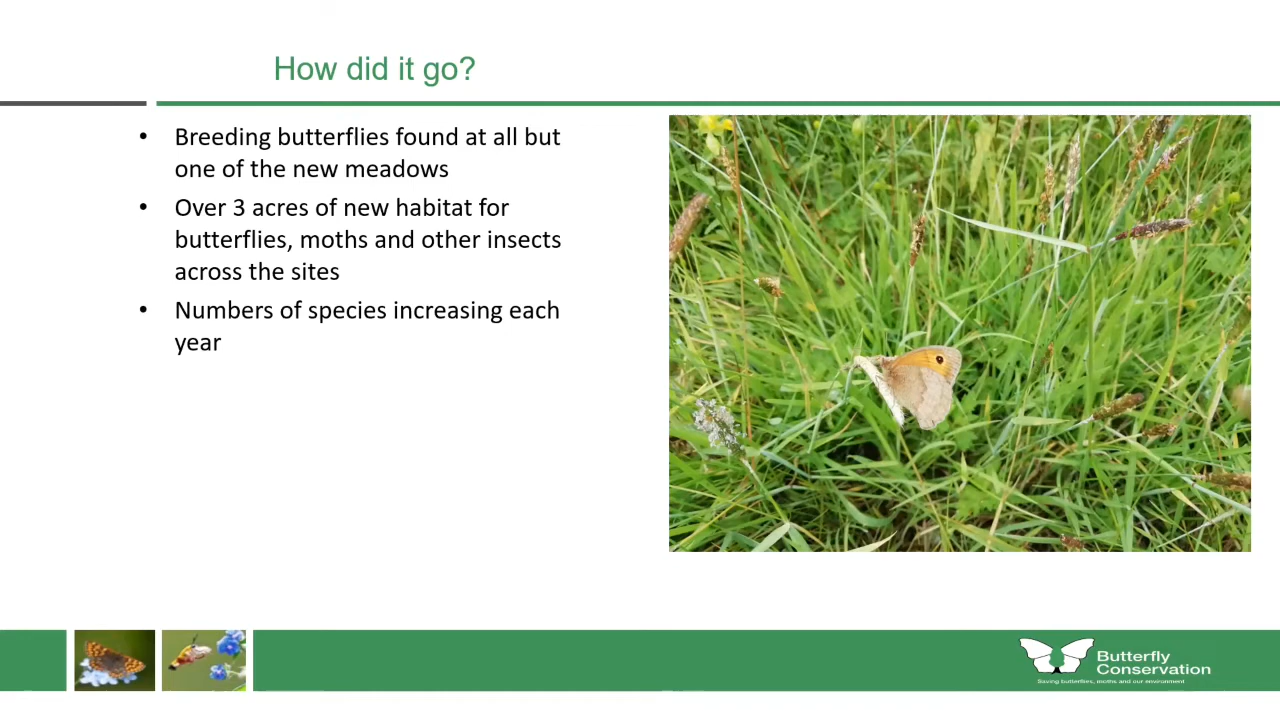 How did it go?
• Breeding butterflies found at all but
one of the new meadows
• Over 3 acres of new habitat for
butterflies, moths and other insects
across the sites
• Numbers of species increasing each
year
Butterfly
Conservation
Saving butterflies, moths and our environment